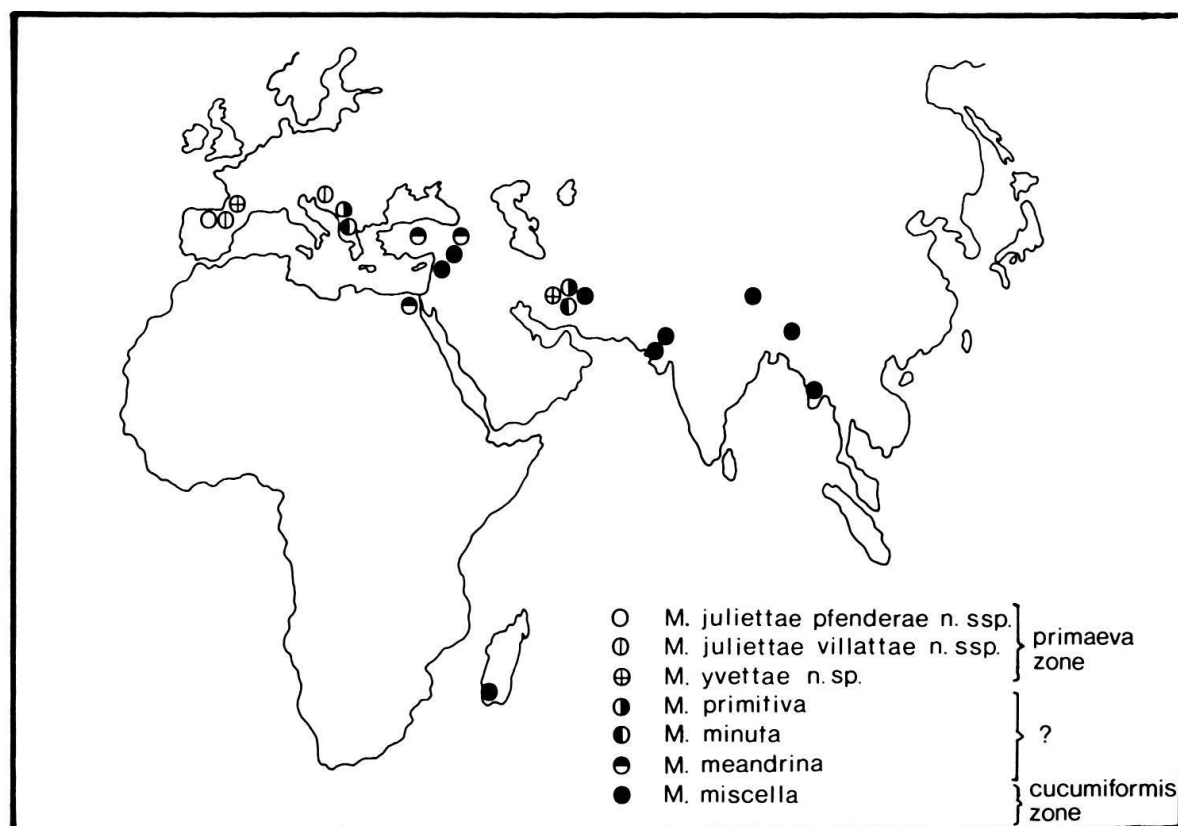 M. juliettae pfenderae n. ssp.
M. juliettae villattae n. ssp.
M. yvettae n. sp.
primaeva
zone
M. primitiva
M. minuta
M. meandrina
?
M. miscella
cucumiformis
zone